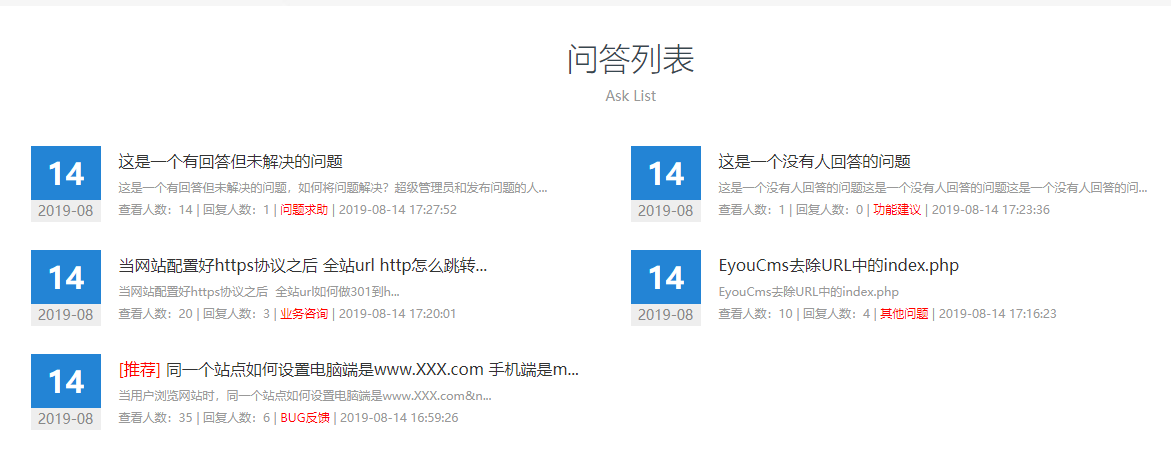 问答列表
Ask List
14
2019-08
这是一个有回答但未解决的问题
这是一个有回答但未解决的问题，如何将问题解决？超级管理员和发布问题的人...
查看人数：14 | 回复人数：1 | 问题求助 | 2019-08-14 17:27:52
14
2019-08
这是一个没有人回答的问题
这是一个没有人回答的问题这是一个没有人回答的问题这是一个没有人回答的问...
查看人数：1 | 回复人数：0 | 功能建议 | 2019-08-14 17:23:36
14
2019-08
当网站配置好https协议之后 全站url http怎么跳转...
当网站配置好https协议之后  全站url如何做301到h...
查看人数：20 | 回复人数：3 | 业务咨询 | 2019-08-14 17:20:01
14
2019-08
EyouCms去除URL中的index.php
EyouCms去除URL中的index.php
查看人数：10 | 回复人数：4 | 其他问题 | 2019-08-14 17:16:23
14
2019-08
[推荐] 同一个站点如何设置电脑端是www.XXX.com 手机端是m...
当用户浏览网站时，同一个站点如何设置电脑端是www.XXX.com&n...
查看人数：35 | 回复人数：6 | BUG反馈 | 2019-08-14 16:59:26